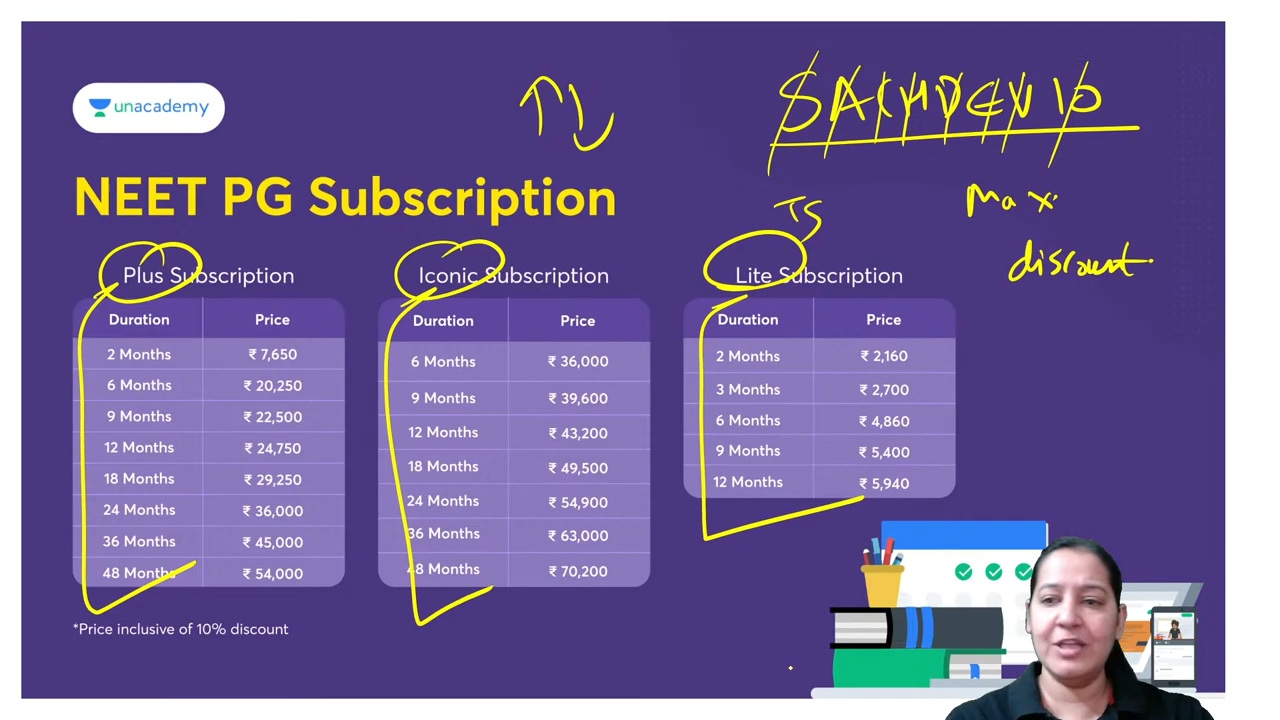 unacademy
SACHDEV10
Max.
discount.
NEET PG Subscription
TS
Plus Subscription
Duration Price
2 Months ₹ 7,650
6 Months ₹ 20,250
9 Months ₹ 22,500
12 Months ₹ 24,750
18 Months ₹ 29,250
24 Months ₹ 36,000
36 Months ₹ 45,000
48 Months ₹ 54,000
Iconic Subscription
Duration Price
6 Months ₹ 36,000
9 Months ₹ 39,600
12 Months ₹ 43,200
18 Months ₹ 49,500
24 Months ₹ 54,900
36 Months ₹ 63,000
48 Months ₹ 70,200
Lite Subscription
Duration Price
2 Months ₹ 2,160
3 Months ₹ 2,700
6 Months ₹ 4,860
9 Months ₹ 5,400
12 Months ₹ 5,940
*Price inclusive of 10% discount